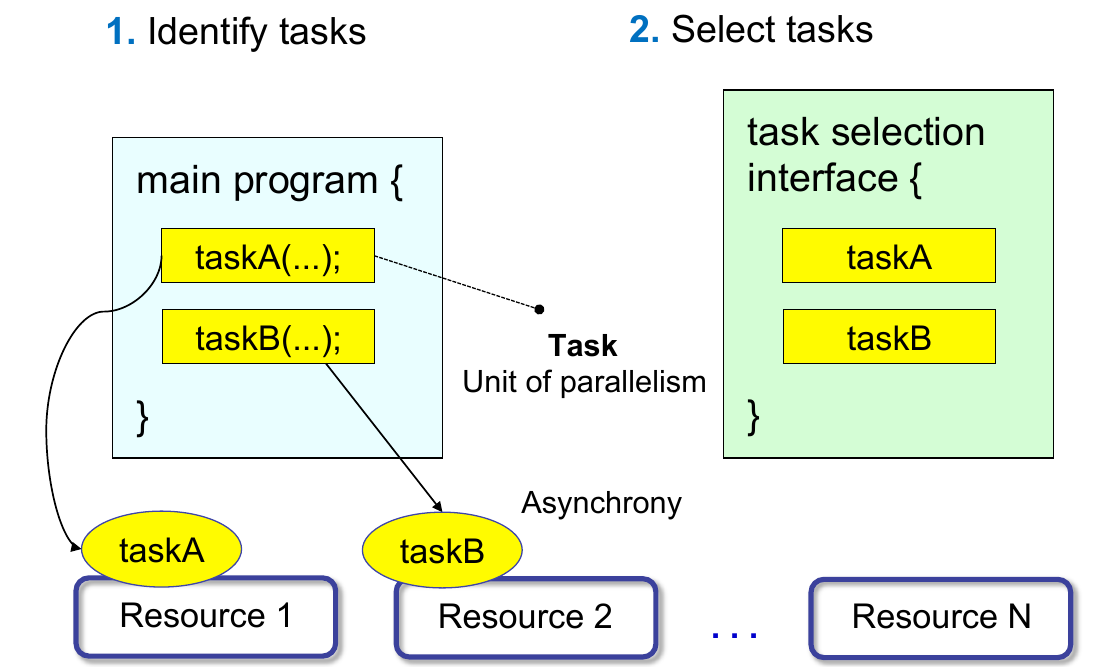 1. Identify tasks
2. Select tasks
main program {
taskA(...);
taskB(...);
}
Task
Unit of parallelism
task selection
interface {
taskA
taskB
}
Asynchrony
taskA
taskB
Resource 1
Resource 2
...
Resource N